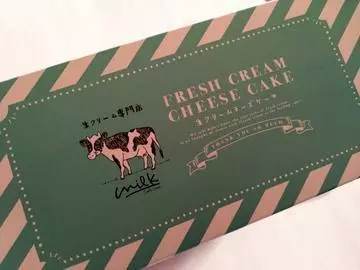 生クリーム専門店
milk
FRESH CREAM
CHEESE CAKE
生クリームチーズケーキ
THANK YOU SO MUCH